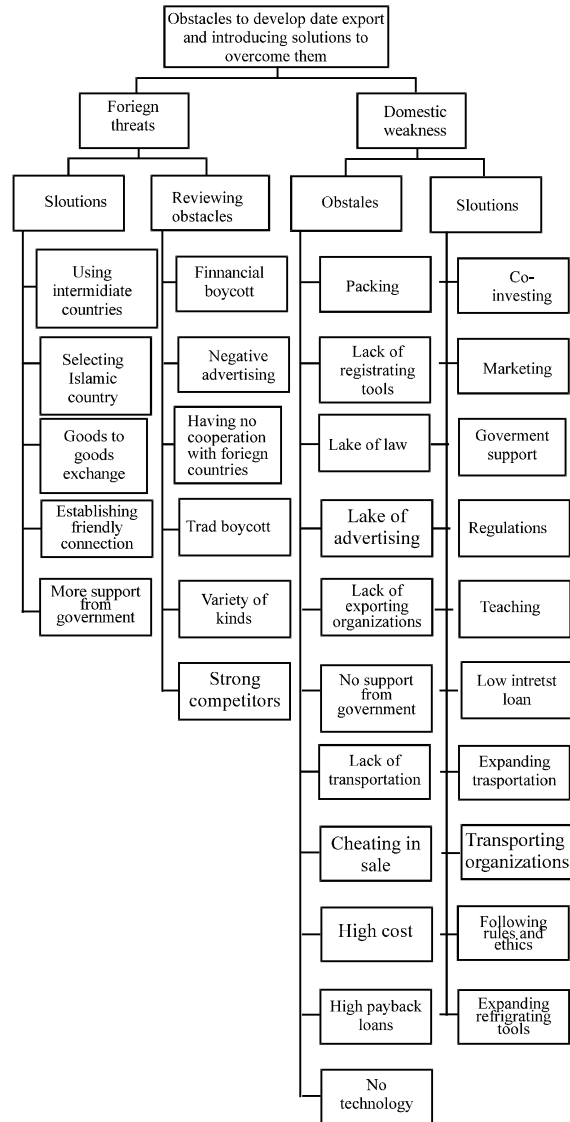 Obstacles to develop date export
and introducing solutions to
overcome them
Foriegn
threats
Domestic
weakness
Sloutions
Reviewing
obstacles
Obstales
Sloutions
Using
intermidiate
countries
Selecting
Islamic
country
Goods to
goods
exchange
Establishing
friendly
connection
More support
from
government
Finnancial
boycott
Negative
advertising
Having no
cooperation
with foriegn
countries
Trad boycott
Variety of
kinds
Strong
competitors
Packing
Lack of
registrating
tools
Lake of law
Lake of
advertising
Lack of
exporting
organizations
No support
from
government
Lack of
transportation
Cheating in
sale
High cost
High payback
loans
No
technology
Co-
investing
Marketing
Goverment
support
Regulations
Teaching
Low intretst
loan
Expanding
trasportation
Transporting
organizations
Following
rules and
ethics
Expanding
refrigrating
tools